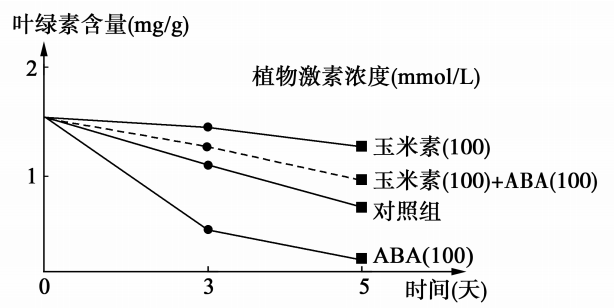 叶绿素含量(mg/g)
2
植物激素浓度(mmol/L)
玉米素(100)
1
玉米素(100)+ABA(100)
对照组
ABA(100)
0
3
5
时间(天)